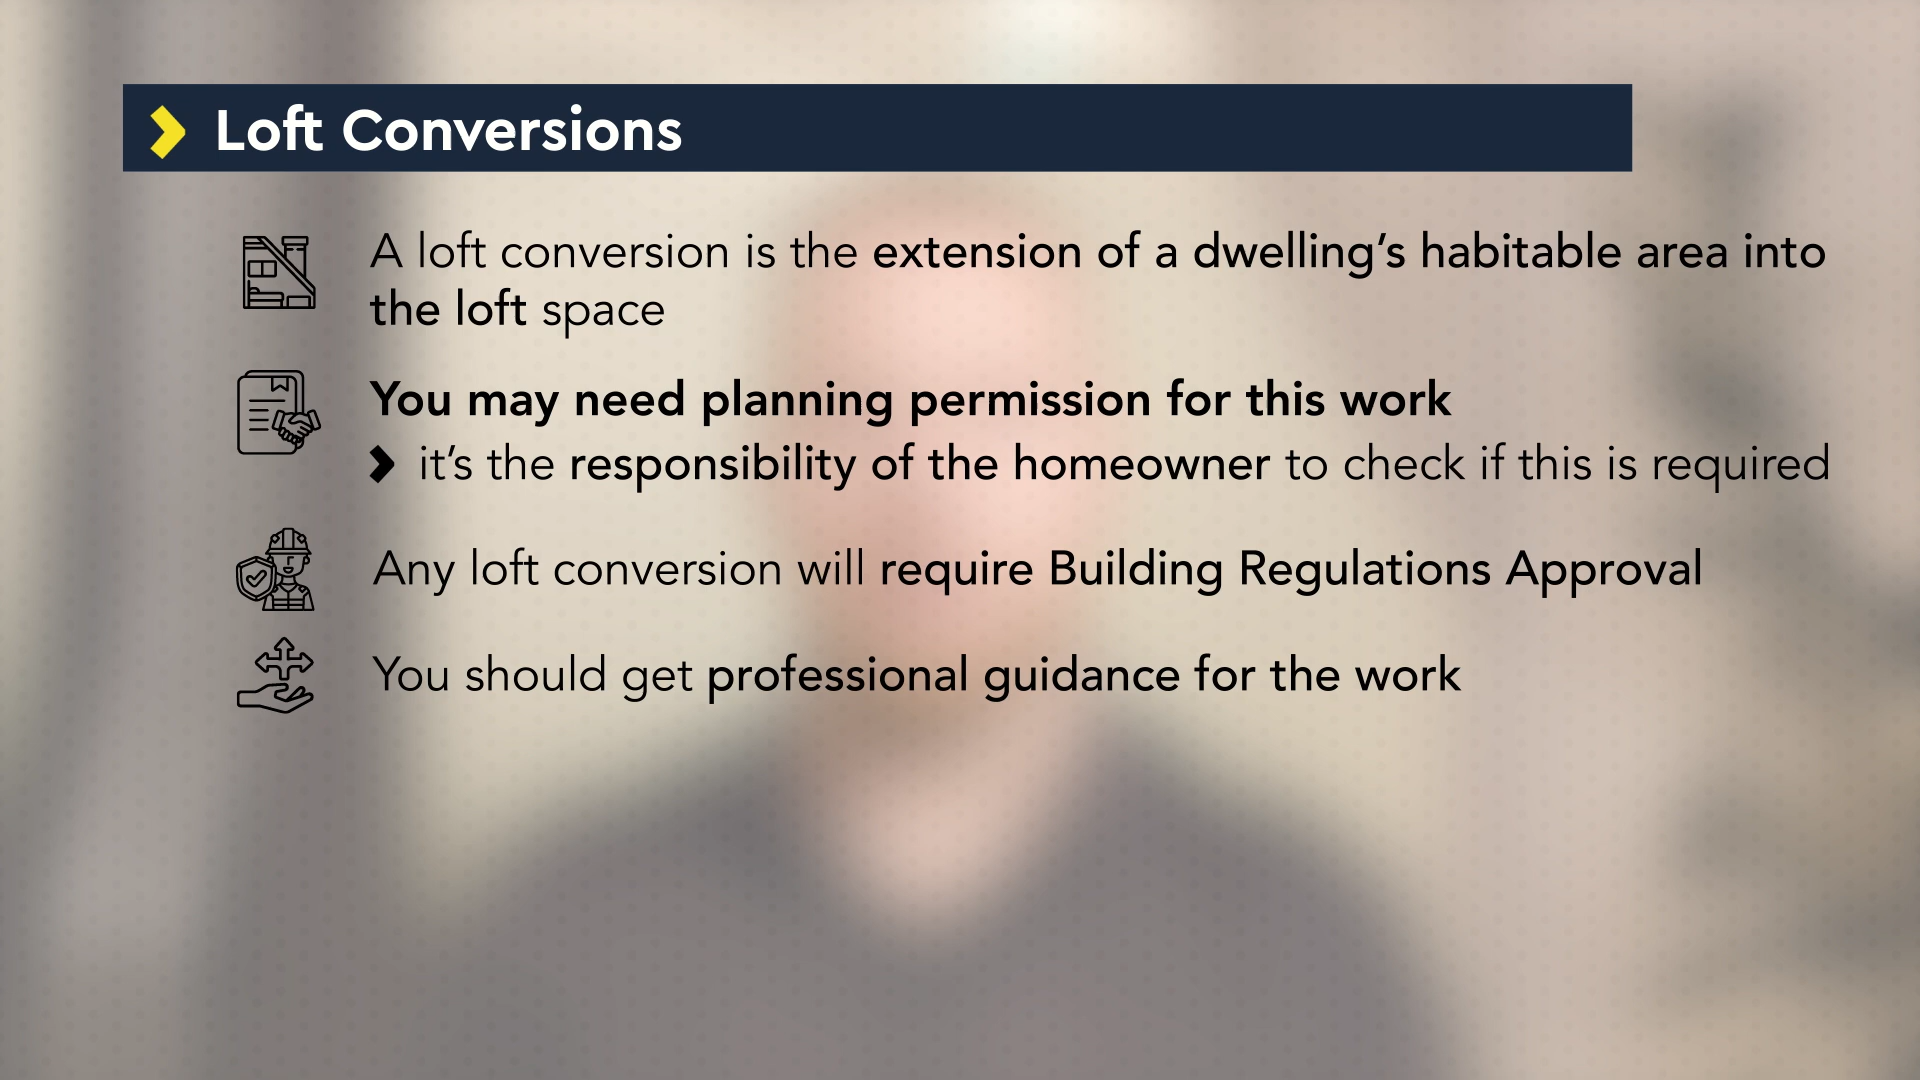 Loft Conversions
A loft conversion is the extension of a dwelling’s habitable area into
the loft space
You may need planning permission for this work
it’s the responsibility of the homeowner to check if this is required
Any loft conversion will require Building Regulations Approval
You should get professional guidance for the work